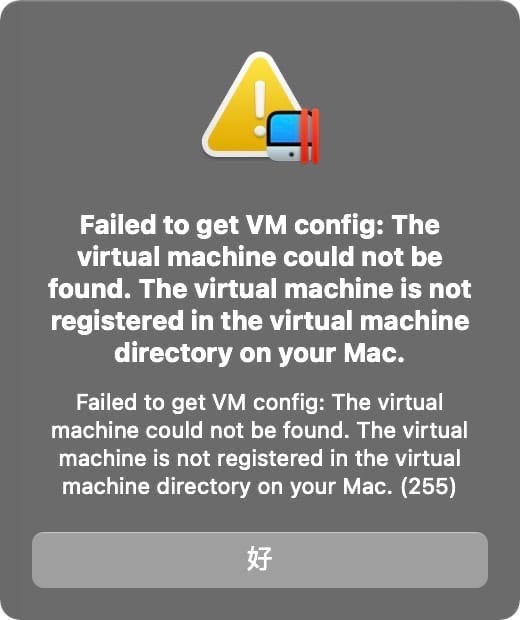 Failed to get VM config: The
virtual machine could not be
found. The virtual machine is not
registered in the virtual machine
directory on your Mac.
Failed to get VM config: The virtual
machine could not be found. The virtual
machine is not registered in the virtual
machine directory on your Mac. (255)
好